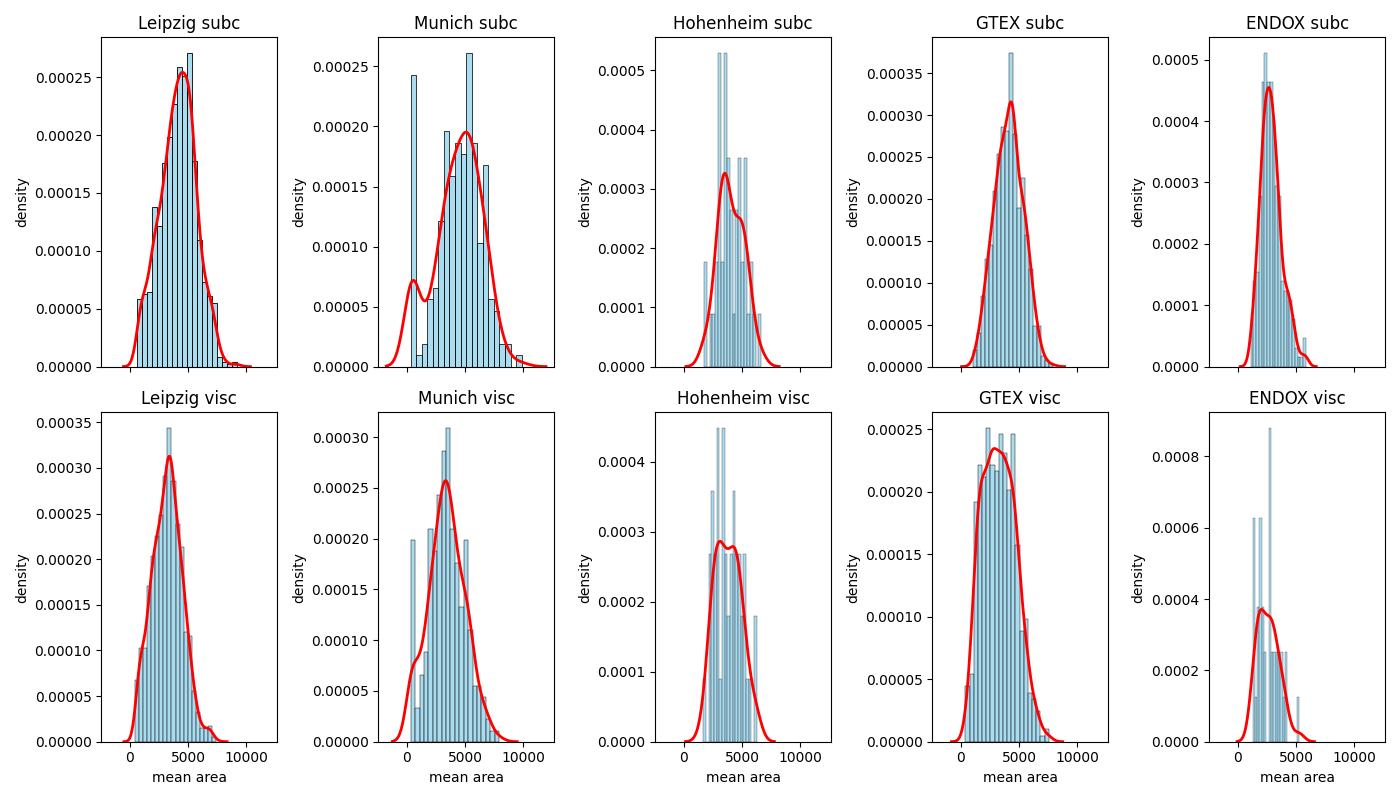 Leipzig subc
Munich subc
Hohenheim subc
GTEX subc
ENDOX subc
density
0.00025
0.00020
0.00015
0.00010
0.00005
0.00000
density
0.00025
0.00020
0.00015
0.00010
0.00005
0.00000
density
0.0005
0.0004
0.0003
0.0002
0.0001
0.0000
density
0.00035
0.00030
0.00025
0.00020
0.00015
0.00010
0.00005
0.00000
density
0.0005
0.0004
0.0003
0.0002
0.0001
0.0000
Leipzig visc
Munich visc
Hohenheim visc
GTEX visc
ENDOX visc
density
0.00035
0.00030
0.00025
0.00020
0.00015
0.00010
0.00005
0.00000
0 5000 10000
mean area
density
0.00030
0.00025
0.00020
0.00015
0.00010
0.00005
0.00000
0 5000 10000
mean area
density
0.0004
0.0003
0.0002
0.0001
0.0000
0 5000 10000
mean area
density
0.00025
0.00020
0.00015
0.00010
0.00005
0.00000
0 5000 10000
mean area
density
0.0008
0.0006
0.0004
0.0002
0.0000
0 5000 10000
mean area